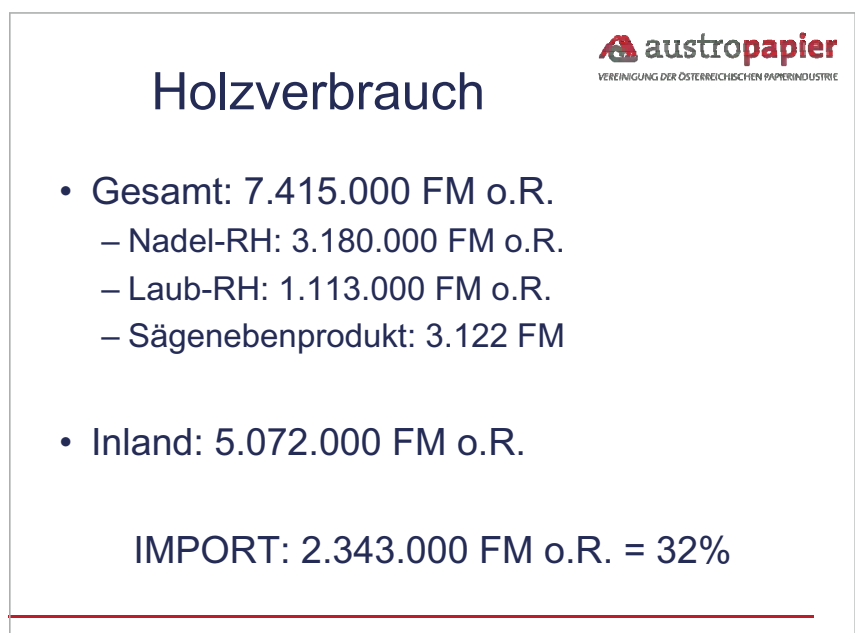 austropapier
VEREINIGUNG DER ÖSTERREICHISCHEN PAPIERINDUSTRIE
Holzverbrauch
• Gesamt: 7.415.000 FM o.R.
– Nadel-RH: 3.180.000 FM o.R.
– Laub-RH: 1.113.000 FM o.R.
– Sägenebenprodukt: 3.122 FM
• Inland: 5.072.000 FM o.R.
IMPORT: 2.343.000 FM o.R. = 32%